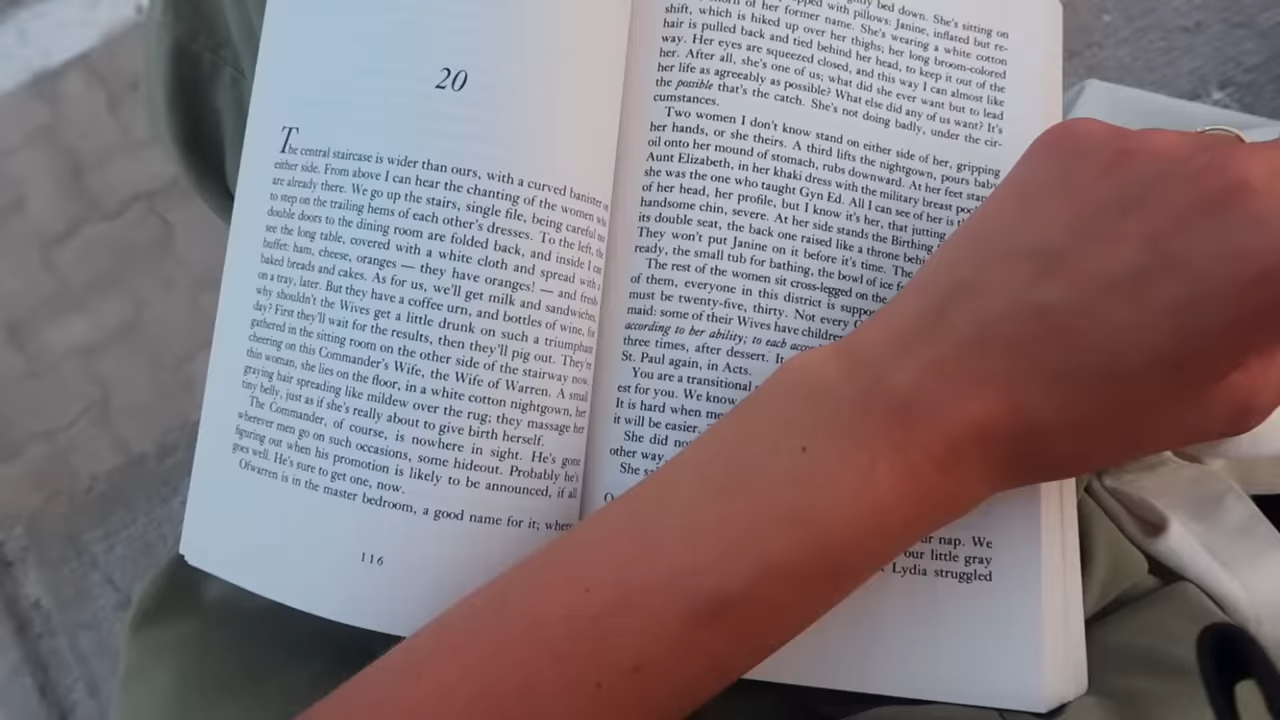 20
The central staircase is wider than ours, with a curved banister on
either side. From above I can hear the chanting of the women who
are already there. We go up the stairs, single file, being careful not
to step on the trailing hems of each other's dresses. To the left, the
double doors to the dining room are folded back, and inside I can
see the long table, covered with a white cloth and spread with a
buffet: ham, cheese, oranges — they have oranges! — and fresh-
baked breads and cakes. As for us, we'll get milk and sandwiches,
on a tray, later. But they have a coffee urn, and bottles of wine, for
why shouldn't the Wives get a little drunk on such a triumphant
day? First they'll wait for the results, then they'll pig out. They're
gathered in the sitting room on the other side of the stairway now,
cheering on this Commander's Wife, the Wife of Warren. A small
thin woman, she lies on the floor, in a white cotton nightgown, her
graying hair spreading like mildew over the rug; they massage her
tiny belly, just as if she's really about to give birth herself.
The Commander, of course, is nowhere in sight. He's gone
wherever men go on such occasions, some hideout. Probably he's
figuring out when his promotion is likely to be announced, if all
goes well. He's sure to get one, now.
Ofwarren is in the master bedroom, a good name for it; where
116
bed down. She's sitting on
with pillows: Janine, inflated but re-
of her former name. She's wearing a white cotton
shift, which is hiked up over her thighs; her long broom-colored
hair is pulled back and tied behind her head, to keep it out of the
way. Her eyes are squeezed closed, and this way I can almost like
her. After all, she's one of us; what did she ever want but to lead
her life as agreeably as possible? What else did any of us want? It's
the possible that's the catch. She's not doing badly, under the cir-
cumstances.
Two women I don't know stand on either side of her, gripping
her hands, or she theirs. A third lifts the nightgown, pours baby
oil onto her mound of stomach, rubs downward. At her feet
Aunt Elizabeth, in her khaki dress with the military breast
she was the one who taught Gyn Ed. All I can see of her is
of her head, her profile, but I know it's her, that jutting
handsome chin, severe. At her side stands the Birthing
its double seat, the back one raised like a throne
They won't put Janine on it before it's time. The
ready, the small tub for bathing, the bowl of ice
The rest of the women sit cross-legged on the
of them, everyone in this district is
must be twenty-five, thirty. Not every
maid: some of their Wives have
according to her ability; to each
three times, after dessert. It
St. Paul again, in Acts.
You are a transitional
est for you. We know
It is hard when
it will be easier.
She did
other way.
She
nap. We
our little gray
Lydia struggled